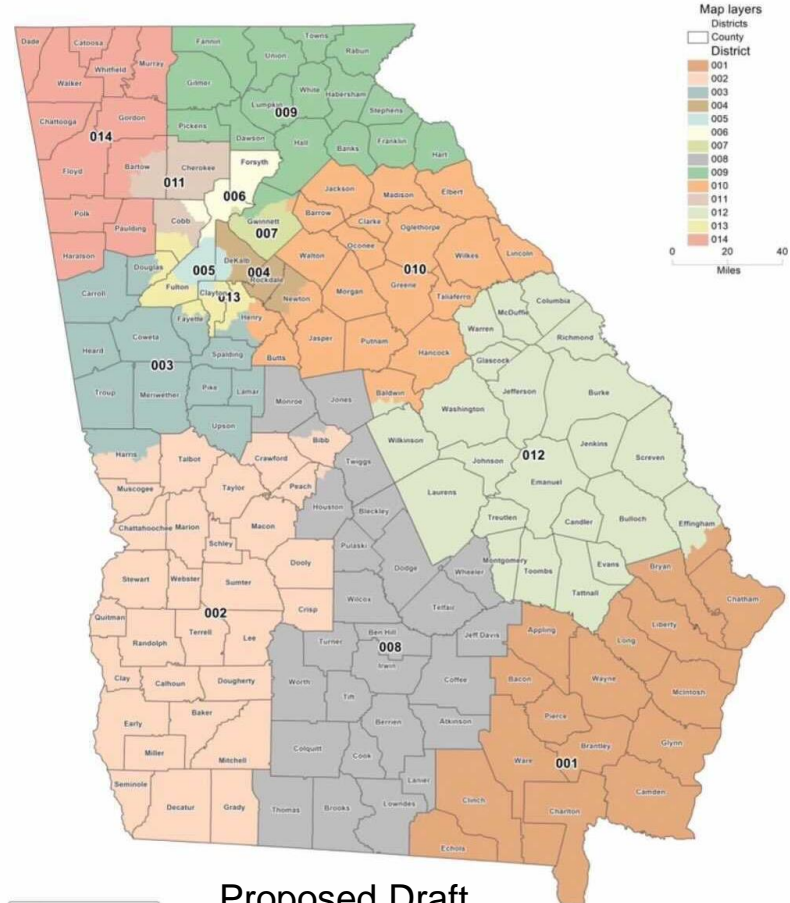 Map layers
Districts
County
District
001
002
003
004
005
006
007
008
009
010
011
012
013
014
0 20 40
Miles
Dade
Catoosa
Whitfield
Murray
Walker
Fannin
Union
Towns
Rabun
Gilmer
White
Habersham
Lumpkin
009
Stephens
Chattooga
Gordon
014
Pickens
Dawson
Hall
Banks
Franklin
Hart
Floyd
Bartow
Cherokee
011
Forsyth
006
Jackson
Madison
Elbert
Polk
Paulding
Cobb
Gwinnett
007
Barrow
Clarke
Oglethorpe
Oconee
Walton
Wilkes
Lincoln
Haralson
Douglas
005
DeKalb
004
Rockdale
010
Carroll
Fulton
Clayton
013
Newton
Morgan
Greene
Taliaferro
Fayette
Henry
Columbia
McDuffie
Warren
Richmond
Heard
Coweta
003
Spalding
Butts
Jasper
Putnam
Hancock
Glascock
Troup
Meriwether
Pike
Lamar
Monroe
Jones
Baldwin
Washington
Jefferson
Burke
Upson
Bibb
Wilkinson
Harris
Talbot
Crawford
Twiggs
Johnson
012
Jenkins
Screven
Emanuel
Muscogee
Taylor
Peach
Houston
Bleckley
Laurens
Treutlen
Candler
Bulloch
Effingham
Chattahoochee
Marion
Macon
Schley
Pulaski
Dodge
Wheeler
Montgomery
Toombs
Evans
Tattnall
Bryan
Chatham
Stewart
Webster
Sumter
Dooly
Wilcox
Telfair
Quitman
002
Crisp
Liberty
Long
Randolph
Terrell
Lee
Turner
Ben Hill
008
Irwin
Jeff Davis
Appling
Clay
Calhoun
Dougherty
Worth
Tift
Coffee
Bacon
Wayne
McIntosh
Early
Baker
Berrien
Atkinson
Pierce
Miller
Mitchell
Colquitt
Cook
Ware
Brantley
Glynn
001
Lanier
Seminole
Decatur
Grady
Thomas
Brooks
Lowndes
Clinch
Charlton
Camden
Echols
Proposed Draft